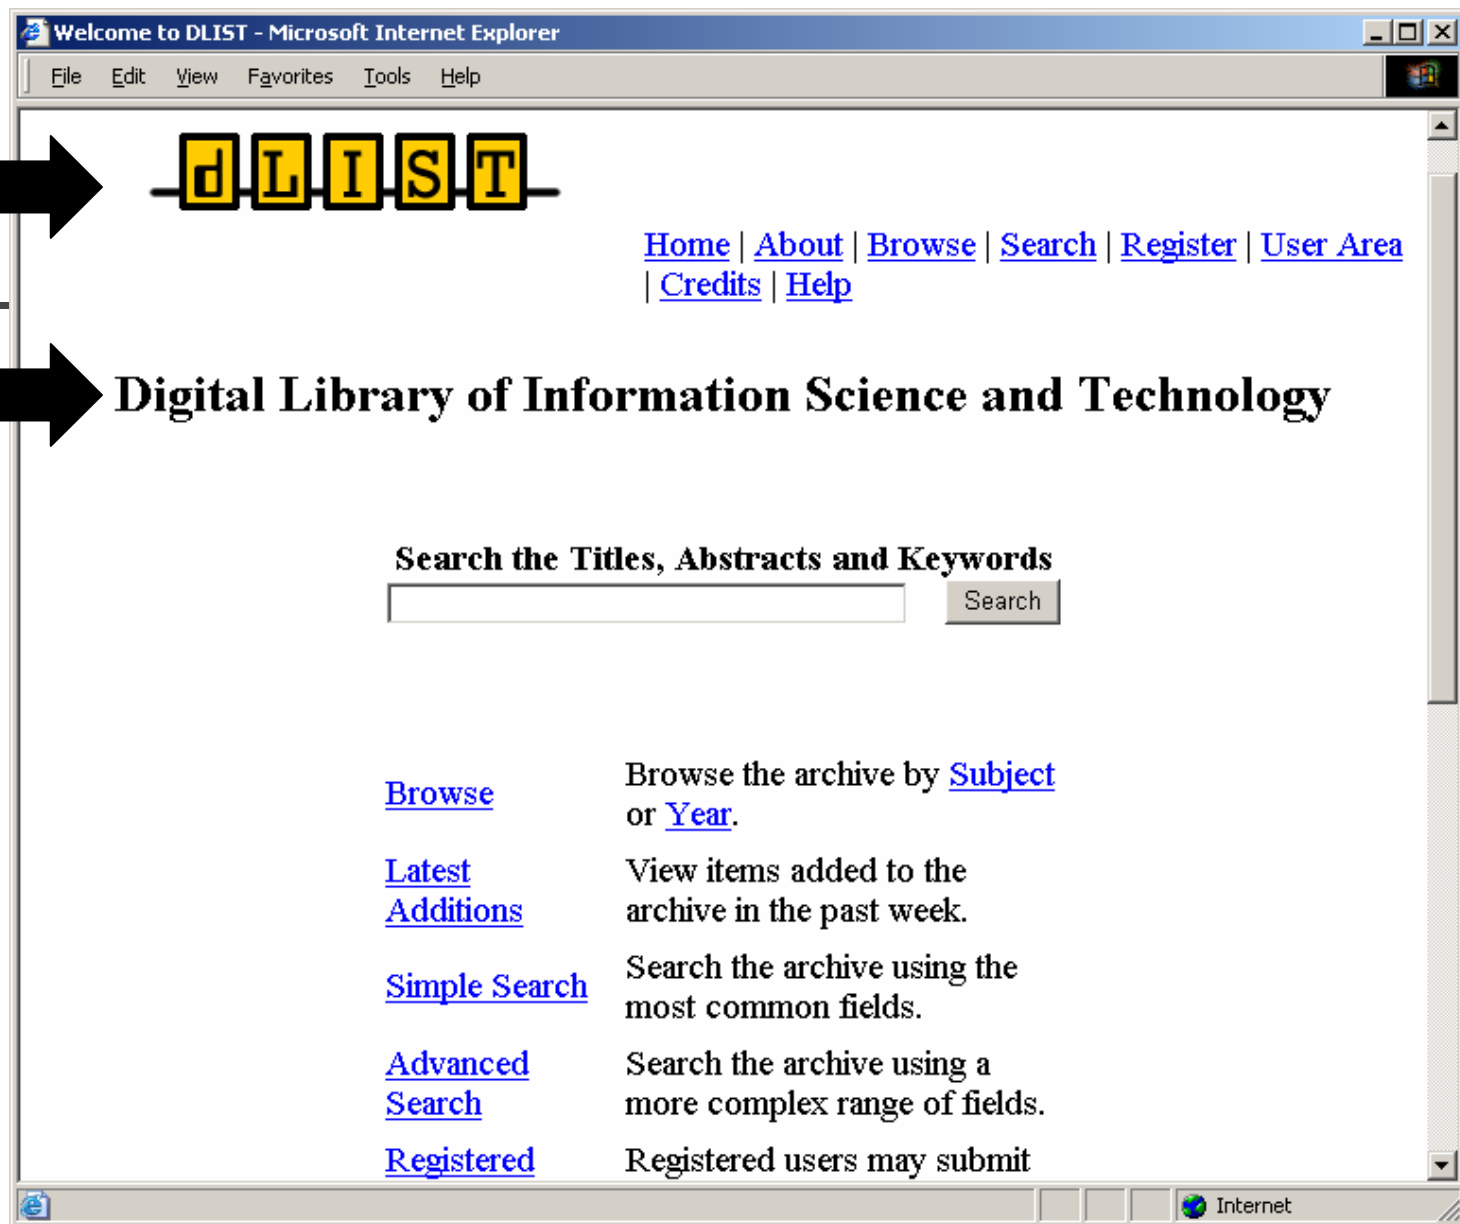 Welcome to DLIST - Microsoft Internet Explorer
File Edit View Favorites Tools Help
dLIST
Home | About | Browse | Search | Register | User Area
| Credits | Help
Digital Library of Information Science and Technology
Search the Titles, Abstracts and Keywords
Search
Browse
Browse the archive by Subject
or Year.
Latest
Additions
View items added to the
archive in the past week.
Simple Search
Search the archive using the
most common fields.
Advanced
Search
Search the archive using a
more complex range of fields.
Registered
Registered users may submit
Internet